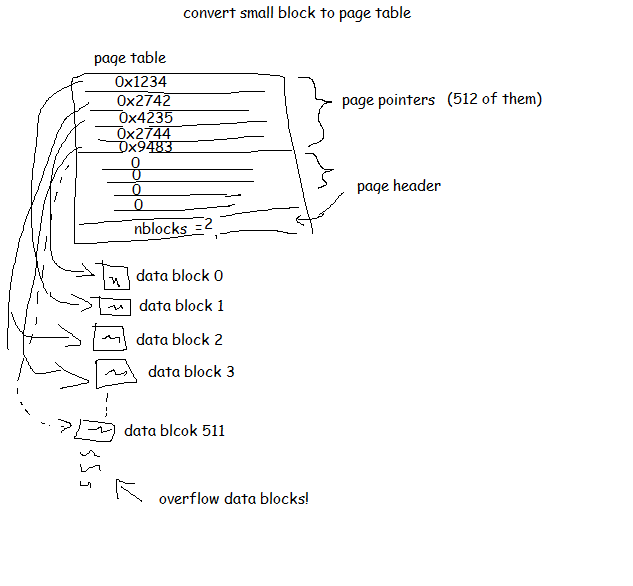 convert small block to page table
page table
0x1234
0x2742
0x4235
0x2744
0x9483
page pointers (512 of them)
0
0
0
0
page header
nblocks =2
data block 0
data block 1
data block 2
data block 3
data blcok 511
overflow data blocks!